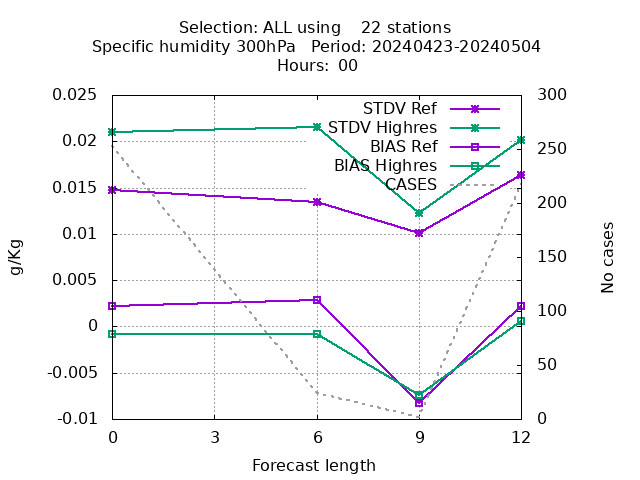 Selection: ALL using    22 stations
Specific humidity 300hPa   Period: 20240423-20240504
Hours: 00
STDV Ref
STDV Highres
BIAS Ref
BIAS Highres
CASES
0.025
0.02
0.015
0.01
0.005
0
-0.005
-0.01
300
250
200
150
100
50
0
g/Kg
No cases
0 3 6 9 12
Forecast length